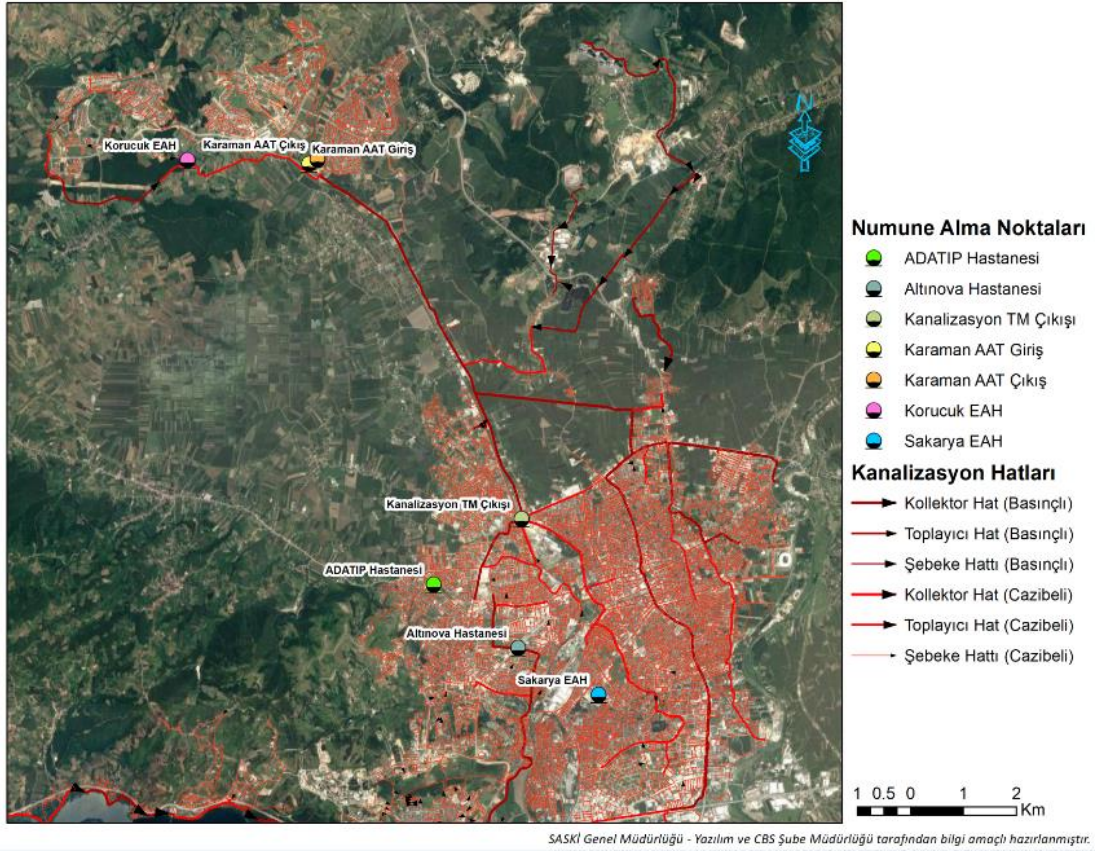 Korucuk EAH
Karaman AAT Çıkış
Karaman AAT Giriş
Kanalizasyon TM Çıkışı
ADATIP Hastanesi
Altınova Hastanesi
Sakarya EAH
N
Numune Alma Noktaları
ADATIP Hastanesi
Altınova Hastanesi
Kanalizasyon TM Çıkışı
Karaman AAT Giriş
Karaman AAT Çıkış
Korucuk EAH
Sakarya EAH
Kanalizasyon Hatları
Kollektor Hat (Basınçlı)
Toplayıcı Hat (Basınçlı)
Şebeke Hattı (Basınçlı)
Kollektor Hat (Cazibeli)
Toplayıcı Hat (Cazibeli)
Şebeke Hattı (Cazibeli)
1 0.5 0 1 2
Km
SASKİ Genel Müdürlüğü - Yazılım ve CBS Şube Müdürlüğü tarafından bilgi amaçlı hazırlanmıştır.